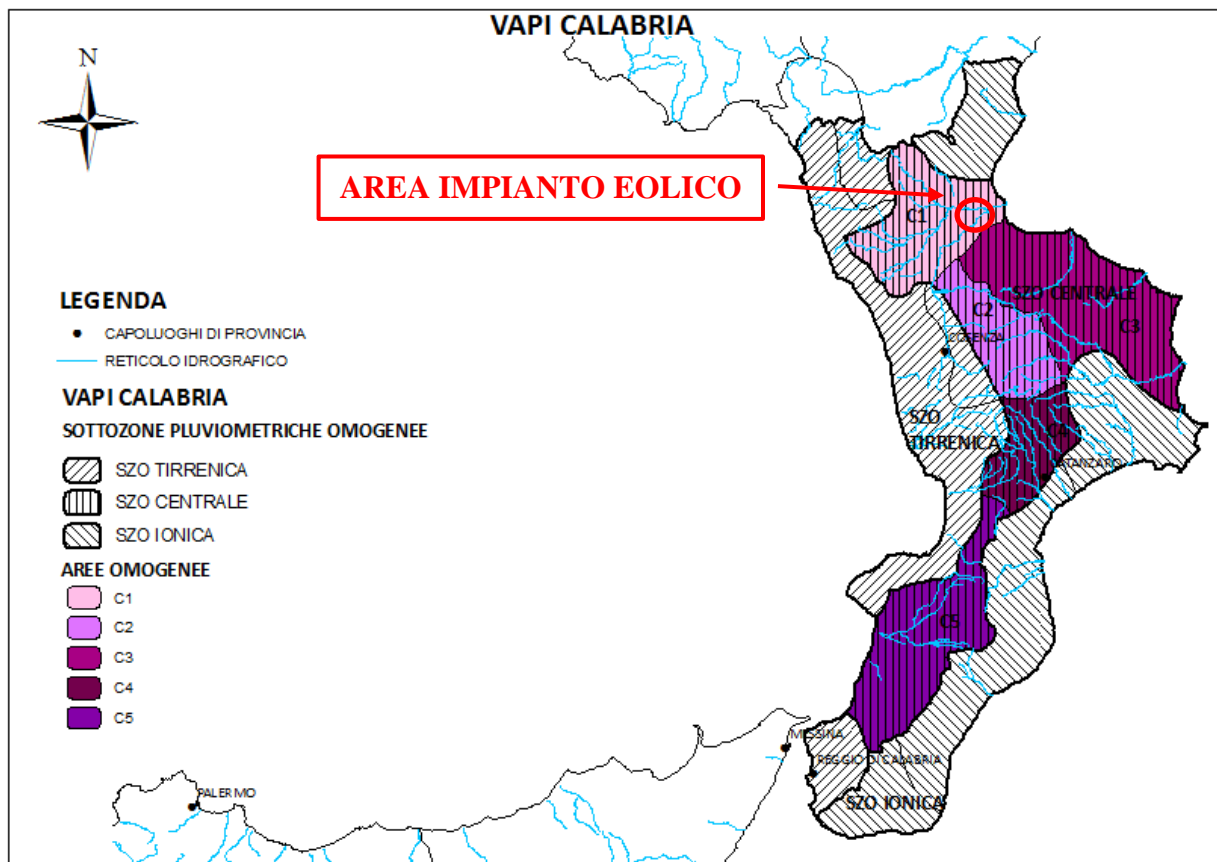 VAPI CALABRIA
N
AREA IMPIANTO EOLICO
C1
LEGENDA
CAPOLUOGHI DI PROVINCIA
RETICOLO IDROGRAFICO
VAPI CALABRIA
SOTTOZONE PLUVIOMETRICHE OMOGENEE
SZO TIRRENICA
SZO CENTRALE
SZO IONICA
AREE OMOGENEE
C1
C2
C3
C4
C5
SZO CENTRALE
C2
C3
COSENZA
SZO
TIRRENICA
C4
CATANZARO
C5
MESSINA
REGGIO DI CALABRIA
SZO IONICA
PALERMO